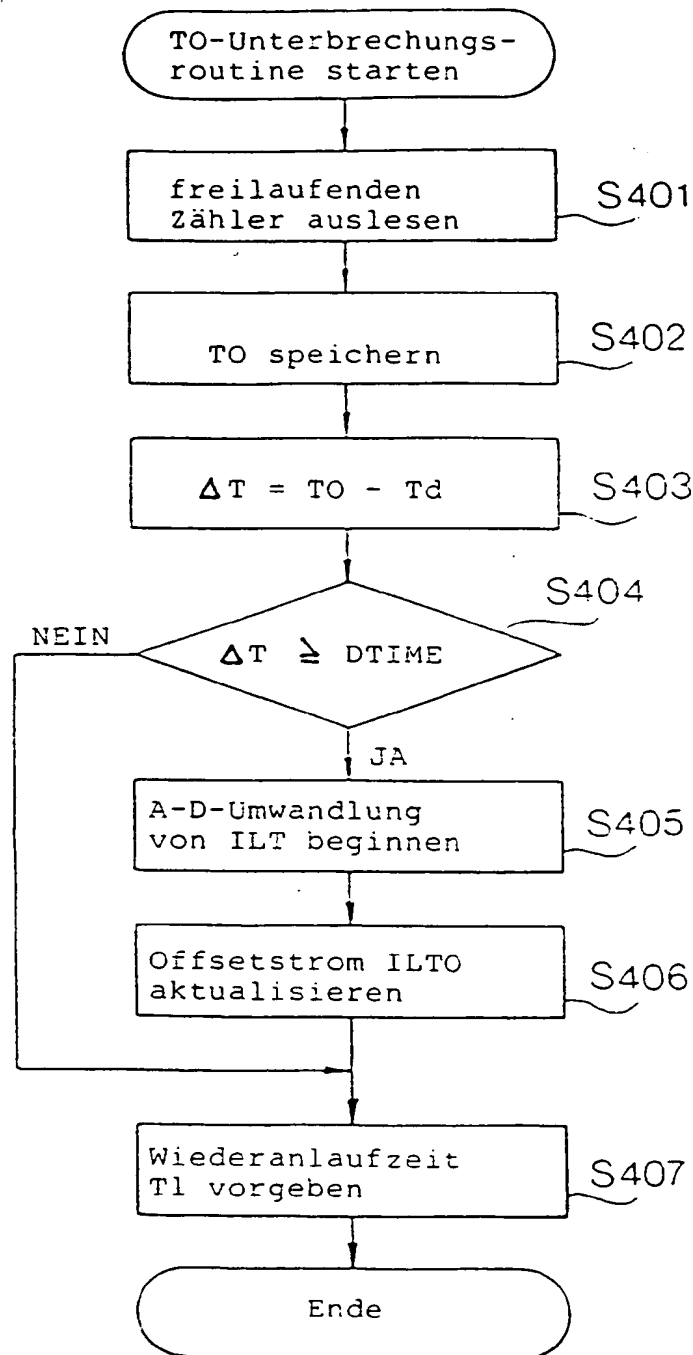 TO-Unterbrechungs-
routine starten
freilaufenden
Zähler auslesen
S401
TO speichern
S402
ΔT = TO - Td
S403
S404
NEIN
ΔT ≧ DTIME
JA
A-D-Umwandlung
von ILT beginnen
S405
Offsetstrom ILTO
aktualisieren
S406
Wiederanlaufzeit
Tl vorgeben
S407
Ende